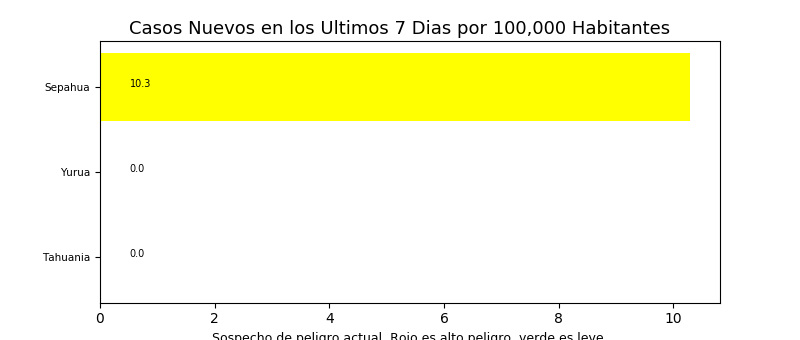 Casos Nuevos en los Ultimos 7 Dias por 100,000 Habitantes
Sepahua
10.3
Yurua
0.0
Tahuania
0.0
0 2 4 6 8 10
Sospecho de peligro actual. Rojo es alto peligro, verde es leve